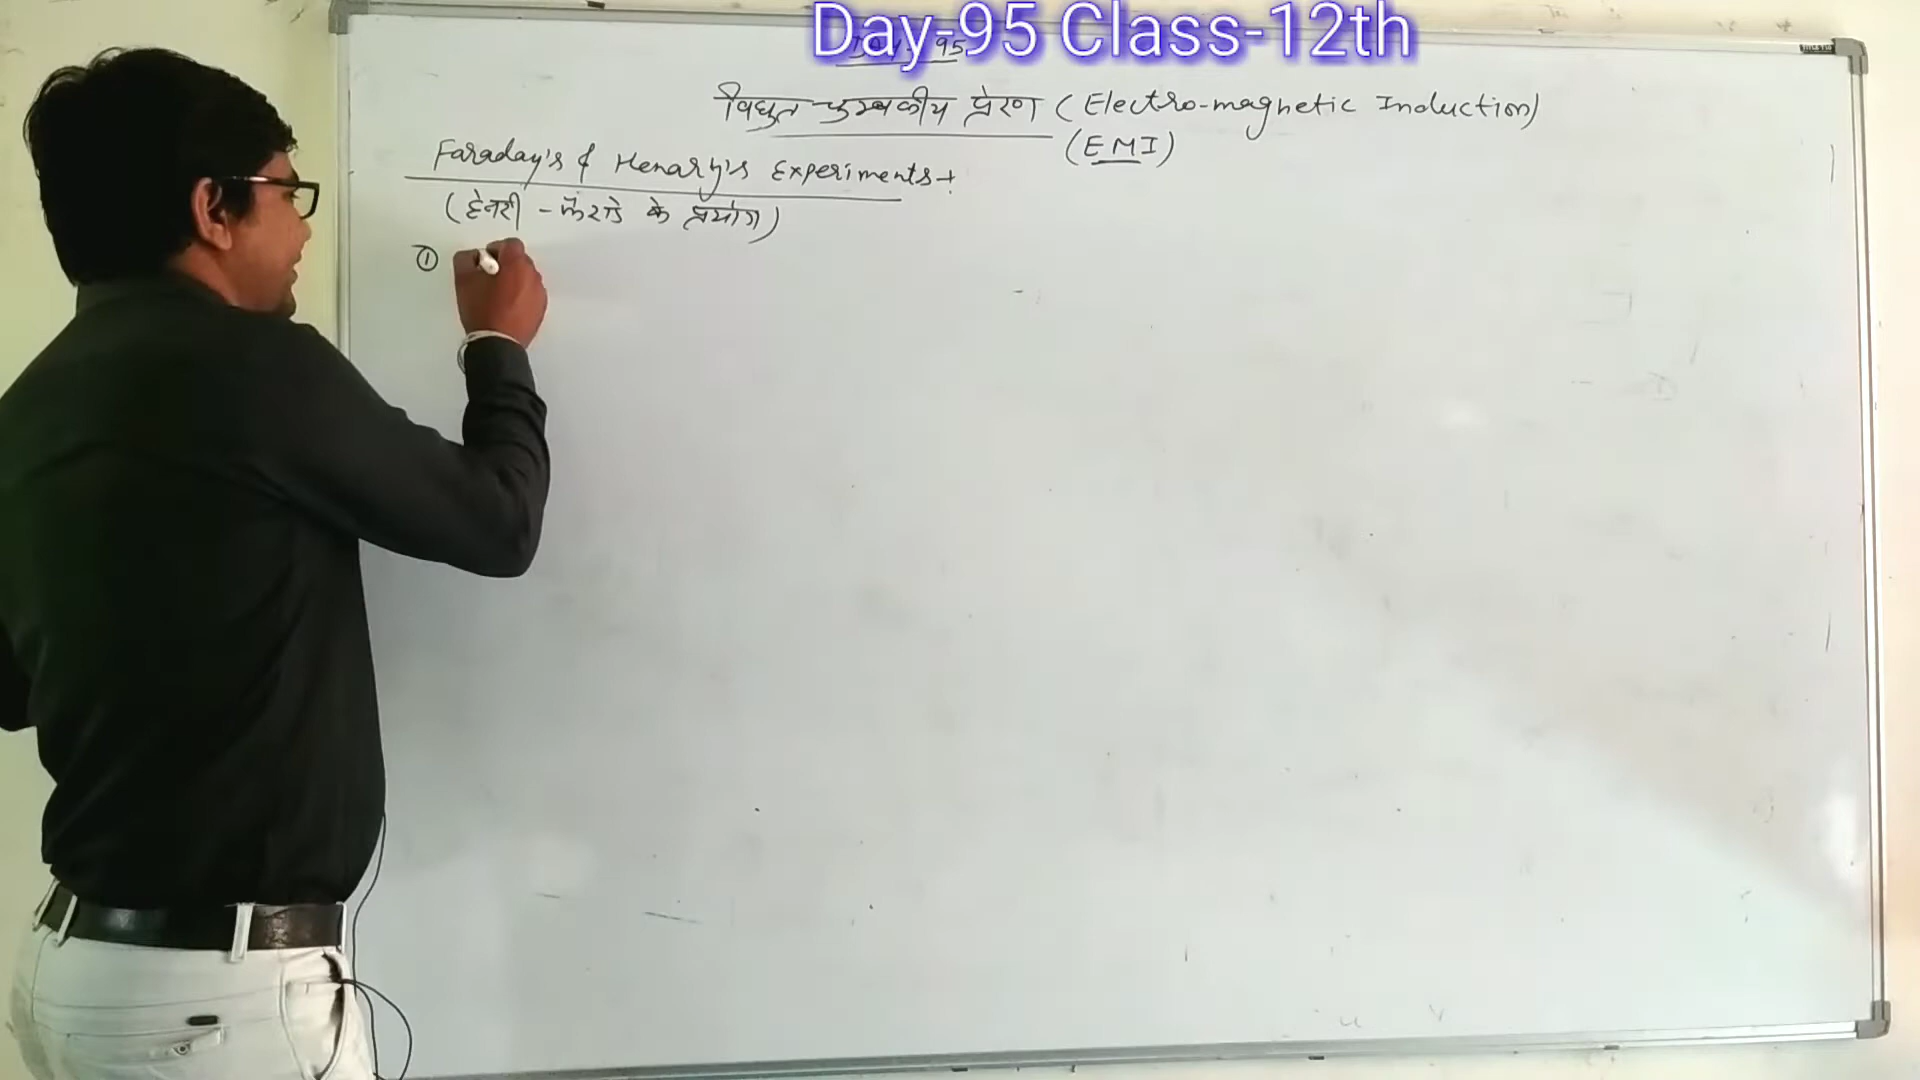 Day-95 Class-12th
विधुत चुम्बकीय प्रेरण (Electro-magnetic Induction)
(EMI)
Faraday's & Henary's Experiments→
(हेनरी - फैराडे के प्रयोग)
①